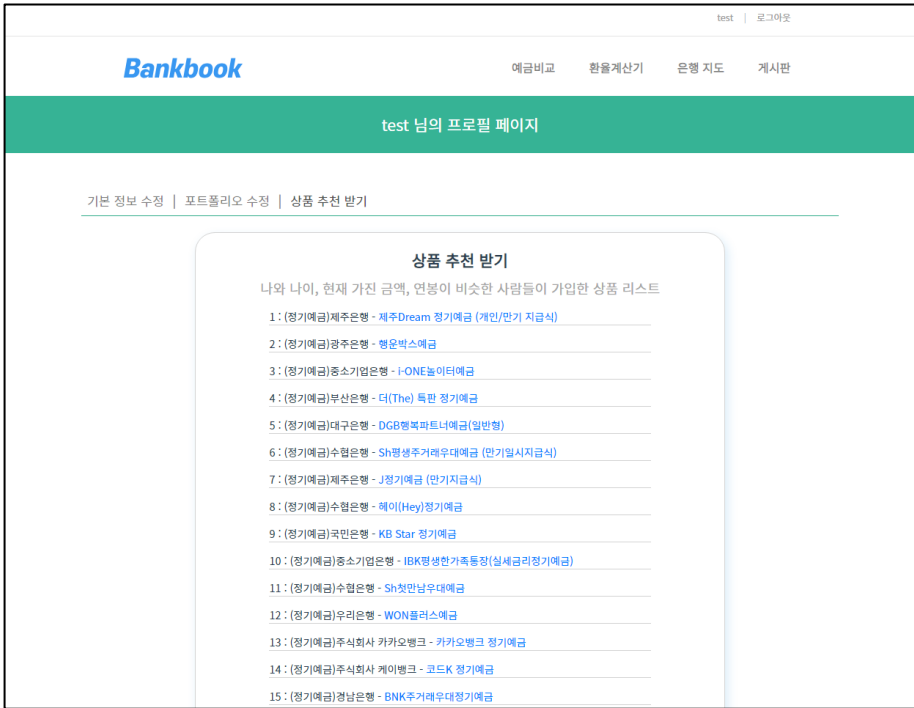 test | 로그아웃
Bankbook 예금비교 환율계산기 은행 지도 게시판
test 님의 프로필 페이지
기본 정보 수정 | 포트폴리오 수정 | 상품 추천 받기
상품 추천 받기
나와 나이, 현재 가진 금액, 연봉이 비슷한 사람들이 가입한 상품 리스트
1 : (정기예금)제주은행 - 제주Dream 정기예금 (개인/만기 지급식)
2 : (정기예금)광주은행 - 행운박스예금
3 : (정기예금)중소기업은행 - i-ONE놀이터예금
4 : (정기예금)부산은행 - 더(The) 특판 정기예금
5 : (정기예금)대구은행 - DGB행복파트너예금(일반형)
6 : (정기예금)수협은행 - Sh평생주거래우대예금 (만기일시지급식)
7 : (정기예금)제주은행 - J정기예금 (만기지급식)
8 : (정기예금)수협은행 - 헤이(Hey)정기예금
9 : (정기예금)국민은행 - KB Star 정기예금
10 : (정기예금)중소기업은행 - IBK평생한가족통장(실세금리정기예금)
11 : (정기예금)수협은행 - Sh첫만남우대예금
12 : (정기예금)우리은행 - WON플러스예금
13 : (정기예금)주식회사 카카오뱅크 - 카카오뱅크 정기예금
14 : (정기예금)주식회사 케이뱅크 - 코드K 정기예금
15 : (정기예금)경남은행 - BNK주거래우대정기예금